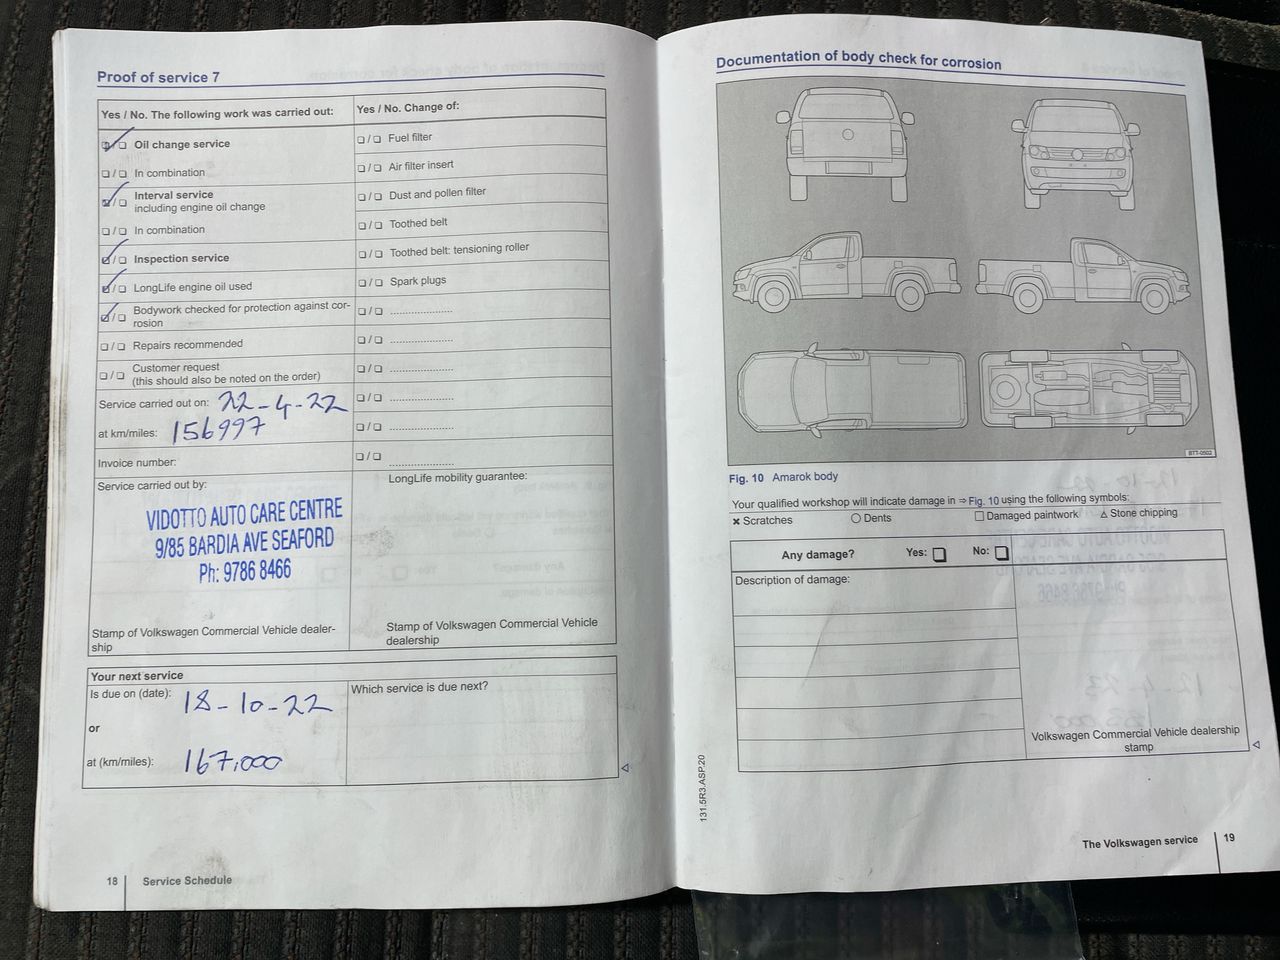 Proof of service 7
Yes / No. The following work was carried out:
❑ / ❑ Oil change service
❑ / ❑ In combination
❑ / ❑ Interval service
including engine oil change
❑ / ❑ In combination
❑ / ❑ Inspection service
❑ / ❑ LongLife engine oil used
❑ / ❑ Bodywork checked for protection against cor-
rosion
❑ / ❑ Repairs recommended
❑ / ❑ Customer request
(this should also be noted on the order)
Service carried out on: 22-4-22
at km/miles: 156997
Invoice number:
Service carried out by:
VIDOTTO AUTO CARE CENTRE
9/85 BARDIA AVE SEAFORD
Ph: 9786 8466
Stamp of Volkswagen Commercial Vehicle dealer-
ship
Yes / No. Change of:
❑ / ❑ Fuel filter
❑ / ❑ Air filter insert
❑ / ❑ Dust and pollen filter
❑ / ❑ Toothed belt
❑ / ❑ Toothed belt: tensioning roller
❑ / ❑ Spark plugs
❑ / ❑ .....................
❑ / ❑ .....................
❑ / ❑ .....................
❑ / ❑ .....................
❑ / ❑ .....................
❑ / ❑ .....................
LongLife mobility guarantee:
Stamp of Volkswagen Commercial Vehicle
dealership
Your next service
Is due on (date): 18-10-22
or
at (km/miles): 167,000
Which service is due next?
18 Service Schedule
Documentation of body check for corrosion
BTT-0502
Fig. 10 Amarok body
Your qualified workshop will indicate damage in ⇒ Fig. 10 using the following symbols:
× Scratches ○ Dents □ Damaged paintwork △ Stone chipping
Any damage? Yes: ❑ No: ❑
Description of damage:
Volkswagen Commercial Vehicle dealership
stamp
131.5R3.ASP.20
The Volkswagen service 19